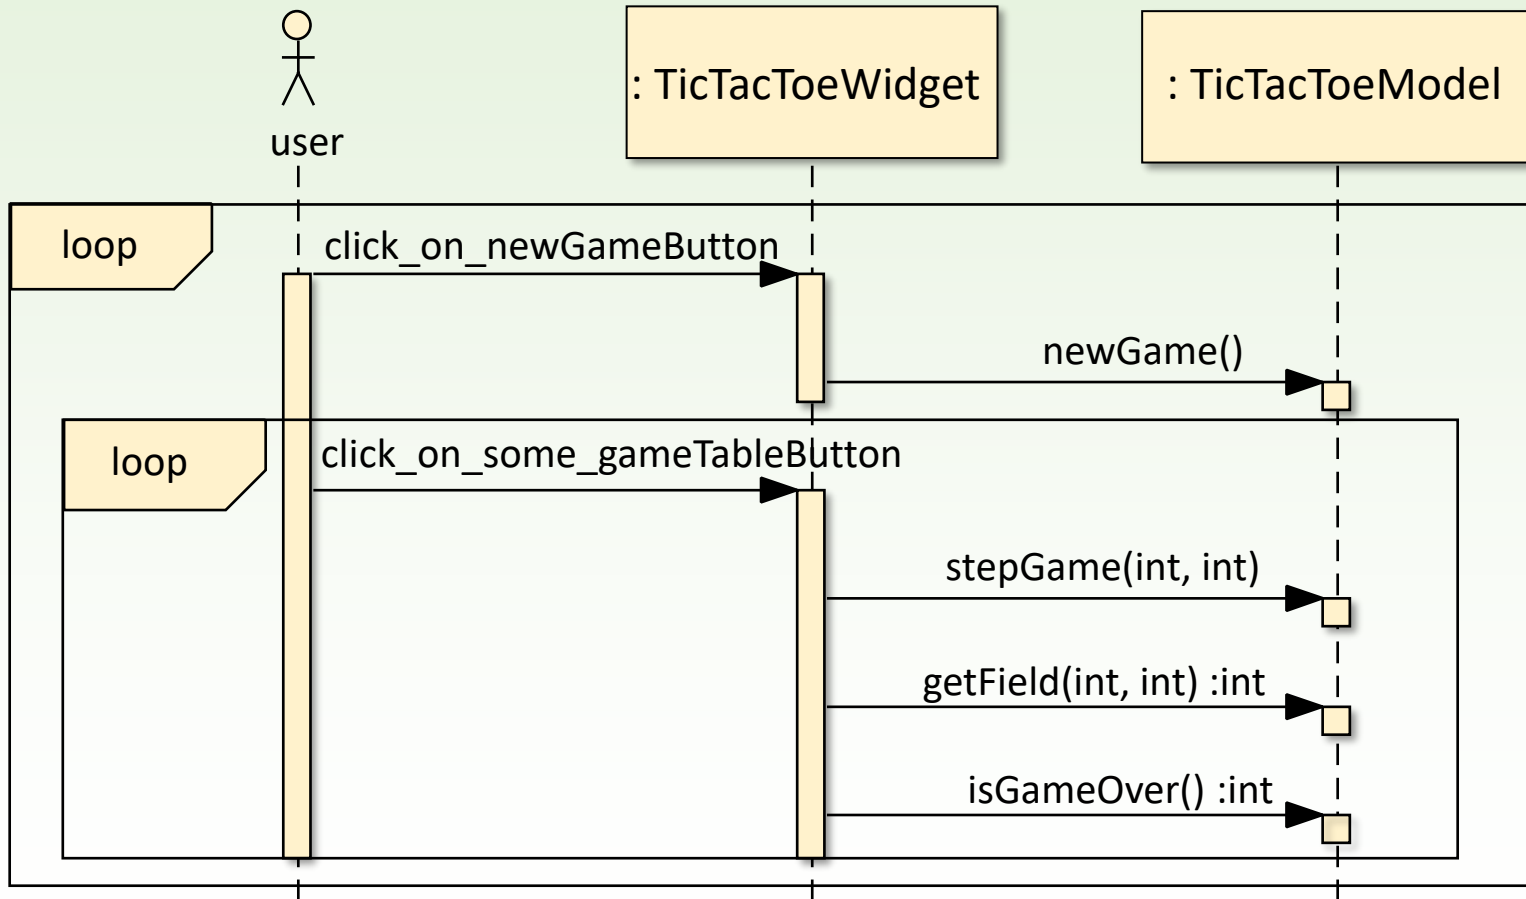 user
: TicTacToeWidget
: TicTacToeModel
loop
click_on_newGameButton
newGame()
loop
click_on_some_gameTableButton
stepGame(int, int)
getField(int, int) :int
isGameOver() :int